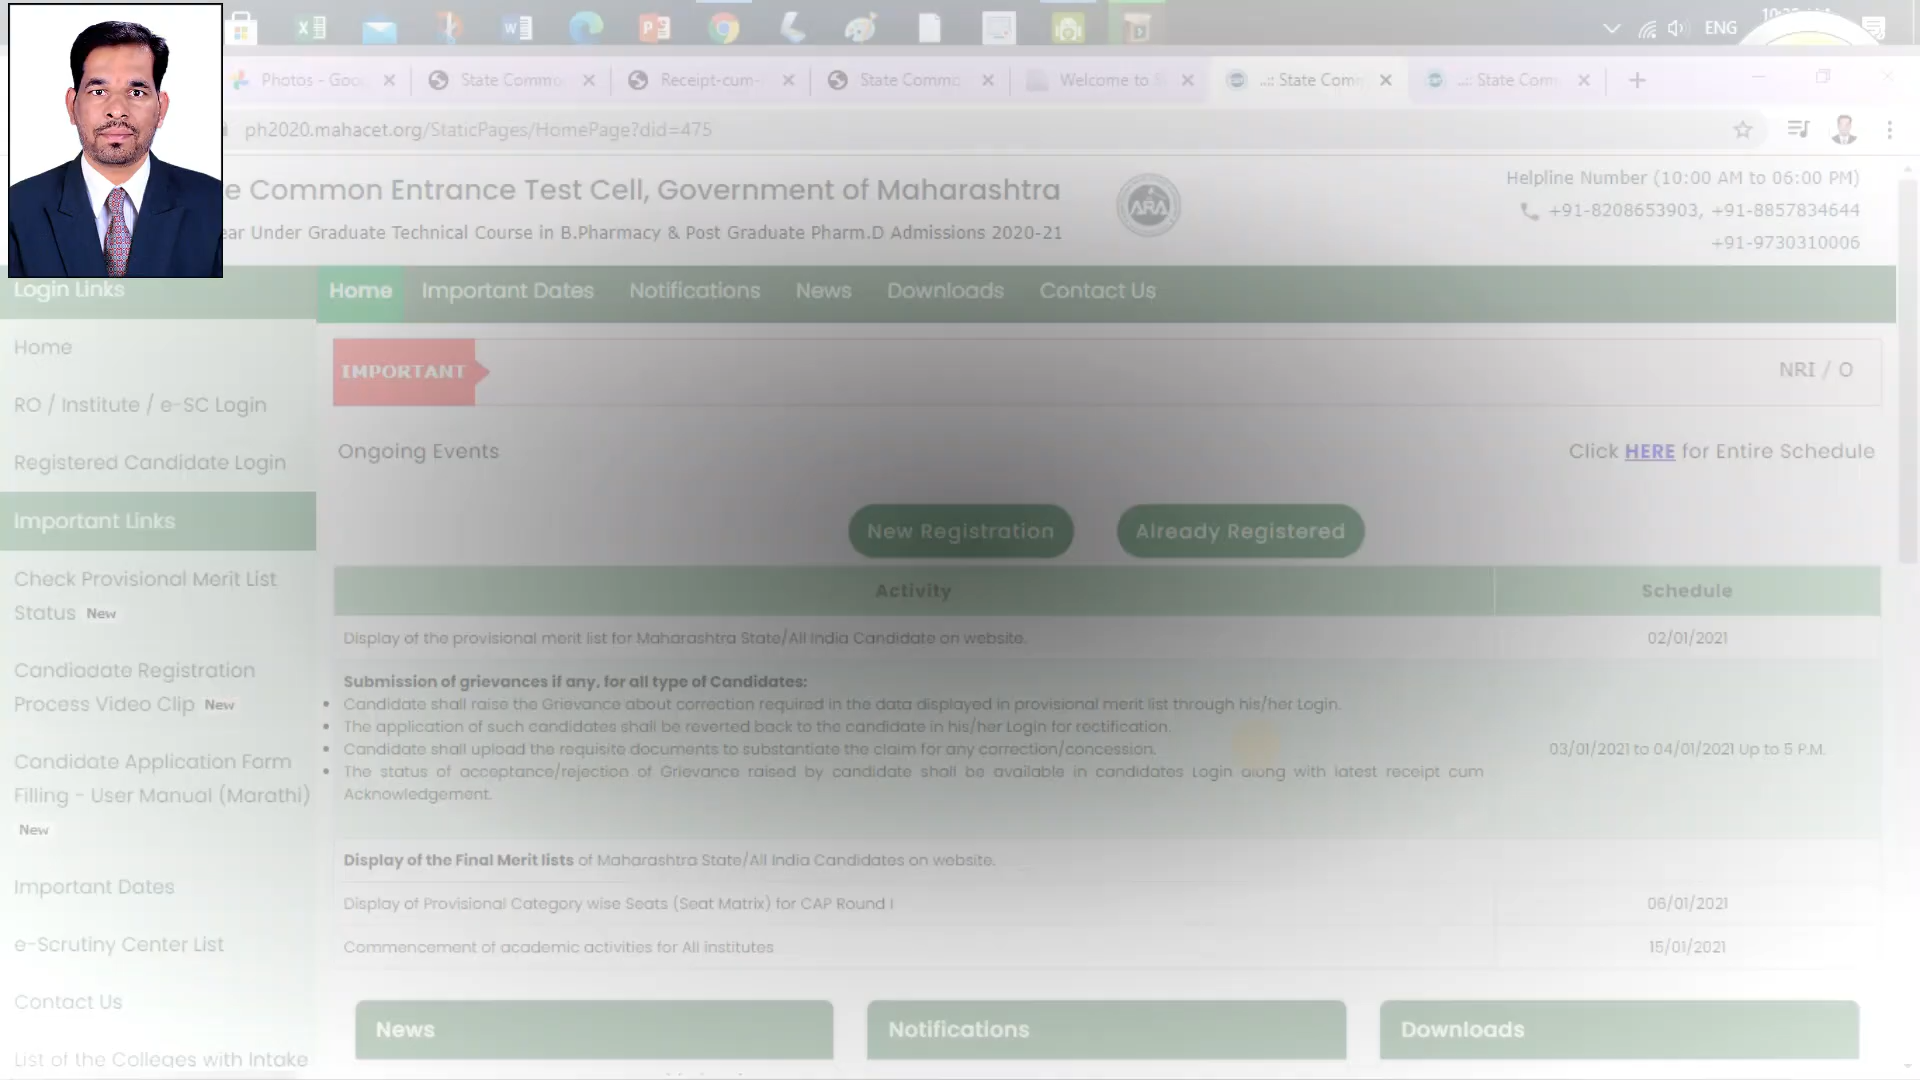 ENG
Photos - Goo
State Commo
Receipt-cum-
State Commo
Welcome to
..:: State Com
..:: State Com
ph2020.mahacet.org/StaticPages/HomePage?did=475
e Common Entrance Test Cell, Government of Maharashtra
ear Under Graduate Technical Course in B.Pharmacy & Post Graduate Pharm.D Admissions 2020-21
ARA
Helpline Number (10:00 AM to 06:00 PM)
+91-8208653903, +91-8857834644
+91-9730310006
Login Links
Home Important Dates Notifications News Downloads Contact Us
Home
RO / Institute / e-SC Login
Registered Candidate Login
Important Links
Check Provisional Merit List
Status New
Candiadate Registration
Process Video Clip New
Candidate Application Form
Filling - User Manual (Marathi)
New
Important Dates
e-Scrutiny Center List
Contact Us
List of the Colleges with Intake
IMPORTANT
NRI / O
Ongoing Events
Click HERE for Entire Schedule
New Registration Already Registered
Activity Schedule
Display of the provisional merit list for Maharashtra State/All India Candidate on website. 02/01/2021
Submission of grievances if any, for all type of Candidates:
Candidate shall raise the Grievance about correction required in the data displayed in provisional merit list through his/her Login.
The application of such candidates shall be reverted back to the candidate in his/her Login for rectification.
Candidate shall upload the requisite documents to substantiate the claim for any correction/concession.
The status of acceptance/rejection of Grievance raised by candidate shall be available in candidates Login along with latest receipt cum
Acknowledgement.
03/01/2021 to 04/01/2021 Up to 5 P.M.
Display of the Final Merit lists of Maharashtra State/All India Candidates on website.
Display of Provisional Category wise Seats (Seat Matrix) for CAP Round I 06/01/2021
Commencement of academic activities for All institutes 15/01/2021
News
Notifications
Downloads